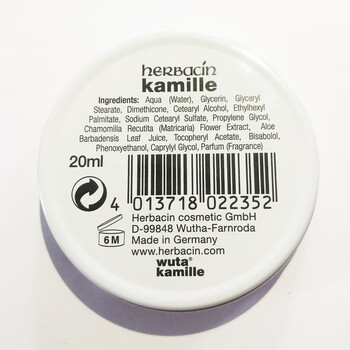 herbacin
kamille
Ingredients: Aqua (Water), Glycerin, Glyceryl
Stearate, Dimethicone, Cetearyl Alcohol, Ethylhexyl
Palmitate, Sodium Cetearyl Sulfate, Propylene Glycol,
Chamomilla Recutita (Matricaria) Flower Extract, Aloe
Barbadensis Leaf Juice, Tocopheryl Acetate, Bisabolol,
Phenoxyethanol, Caprylyl Glycol, Parfum (Fragrance)
20ml
4 013718 022352
Herbacin cosmetic GmbH
D-99848 Wutha-Farnroda
6M
Made in Germany
www.herbacin.com
wuta®
kamille